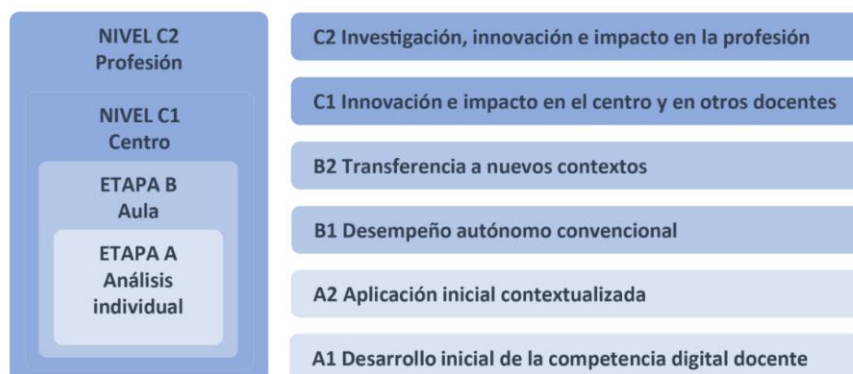 NIVEL C2
Profesión
NIVEL C1
Centro
ETAPA B
Aula
ETAPA A
Análisis
individual
C2 Investigación, innovación e impacto en la profesión
C1 Innovación e impacto en el centro y en otros docentes
B2 Transferencia a nuevos contextos
B1 Desempeño autónomo convencional
A2 Aplicación inicial contextualizada
A1 Desarrollo inicial de la competencia digital docente